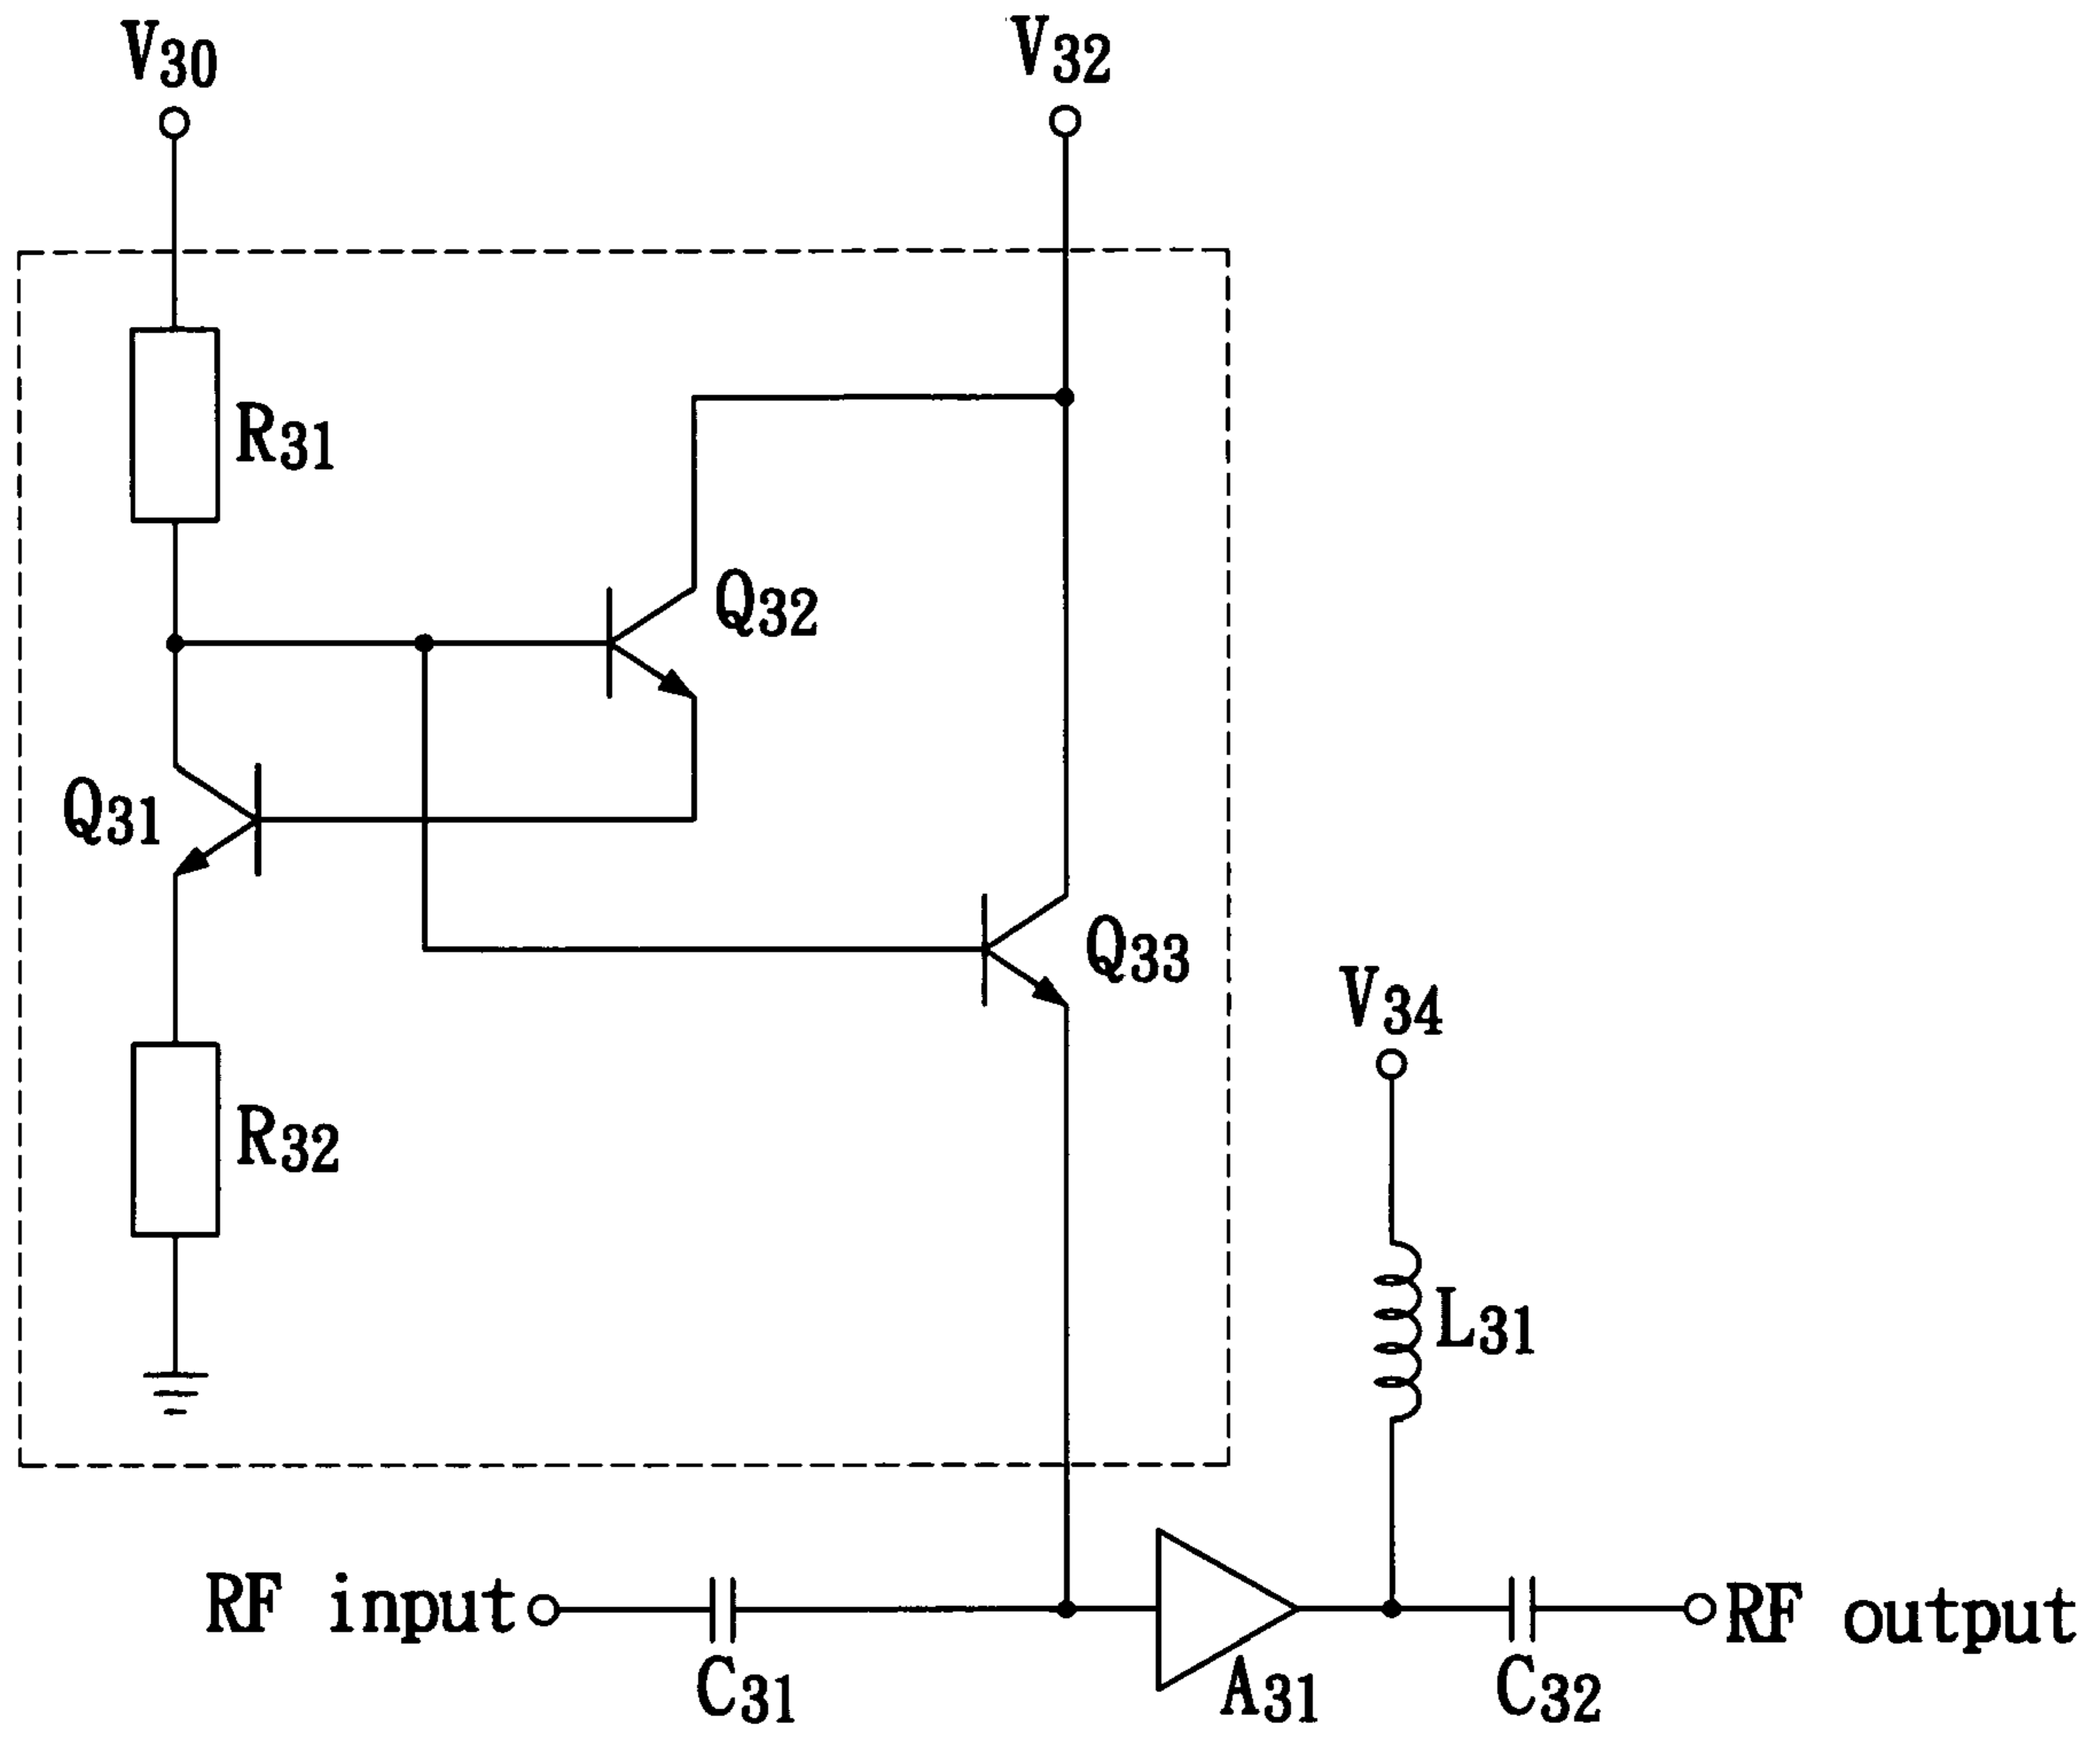 V30
V32
R31
Q32
Q31
Q33
V34
R32
L31
RF input
RF output
C31
A31
C32